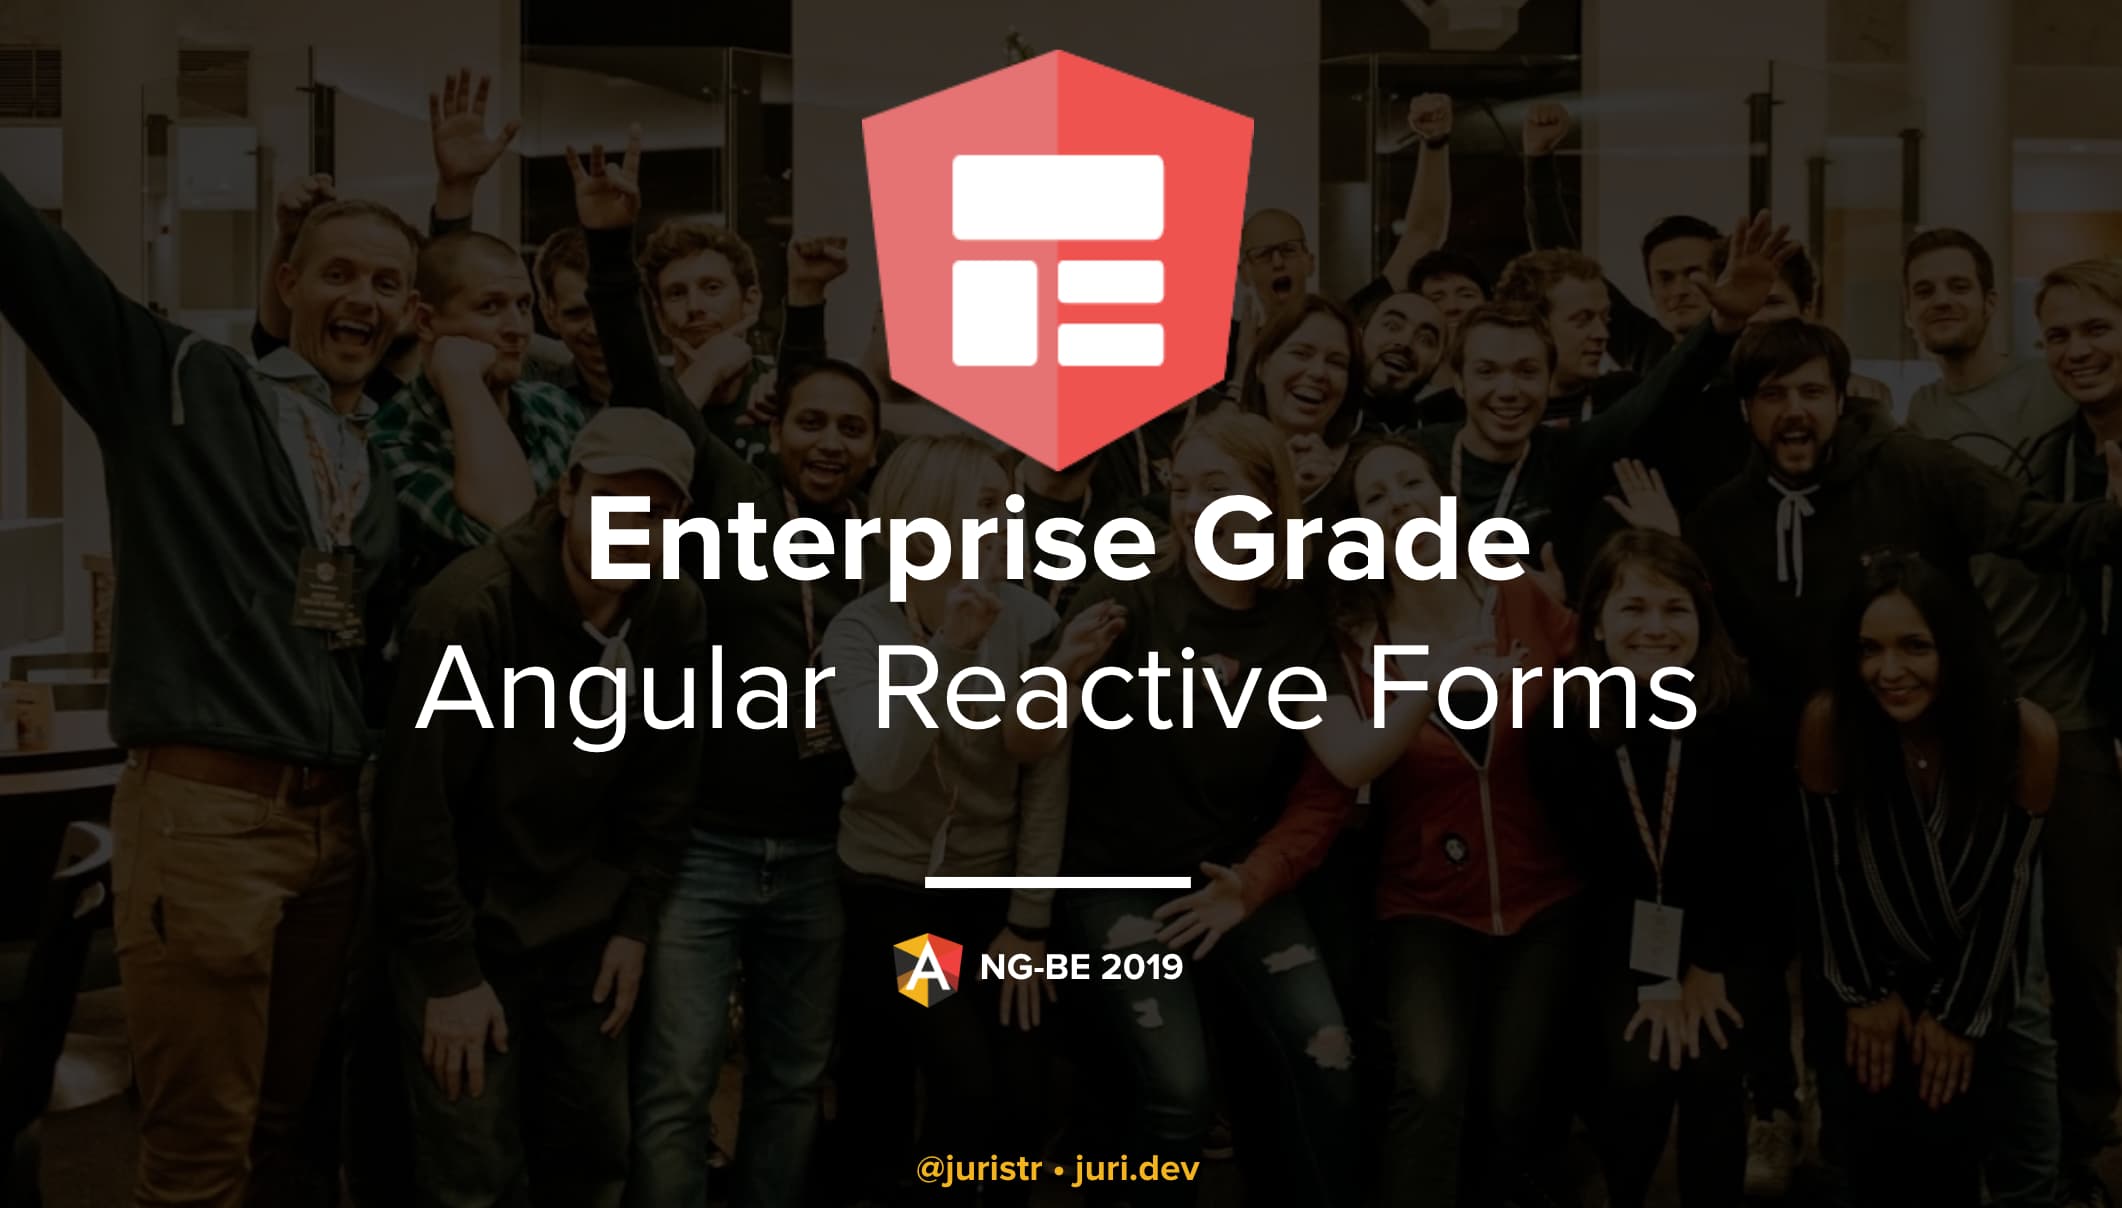 Enterprise Grade
Angular Reactive Forms
A NG-BE 2019
@juristr • juri.dev